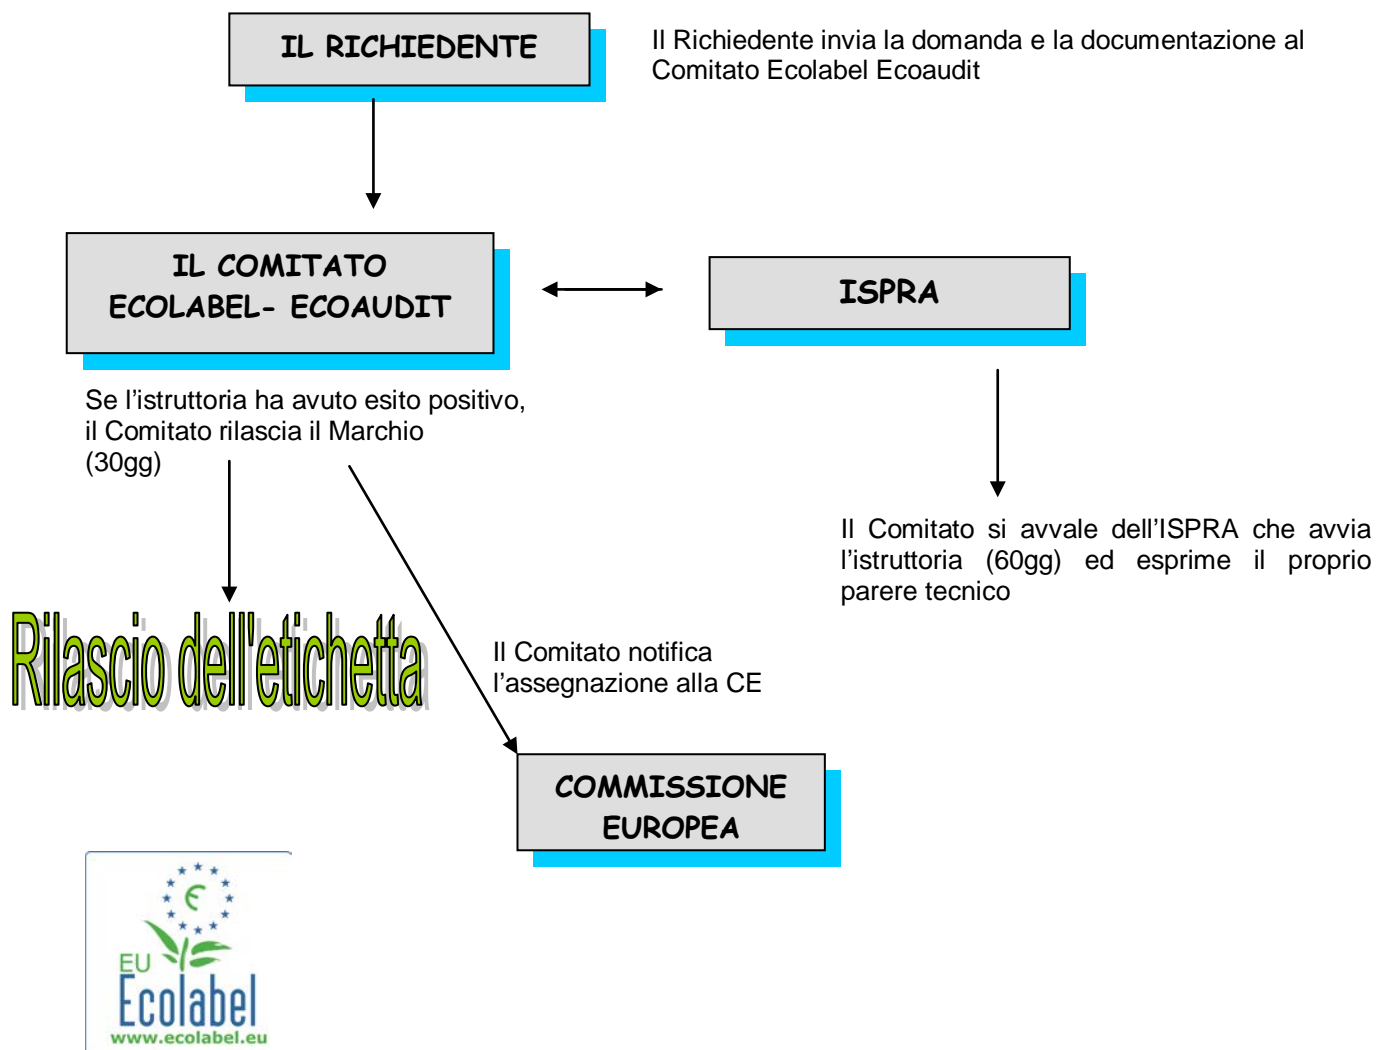 IL RICHIEDENTE
Il Richiedente invia la domanda e la documentazione al
Comitato Ecolabel Ecoaudit
IL COMITATO
ECOLABEL- ECOAUDIT
ISPRA
Se l'istruttoria ha avuto esito positivo,
il Comitato rilascia il Marchio
(30gg)
Il Comitato si avvale dell'ISPRA che avvia
l'istruttoria (60gg) ed esprime il proprio
parere tecnico
Rilascio dell'etichetta
Il Comitato notifica
l'assegnazione alla CE
COMMISSIONE
EUROPEA
EU
Ecolabel
www.ecolabel.eu